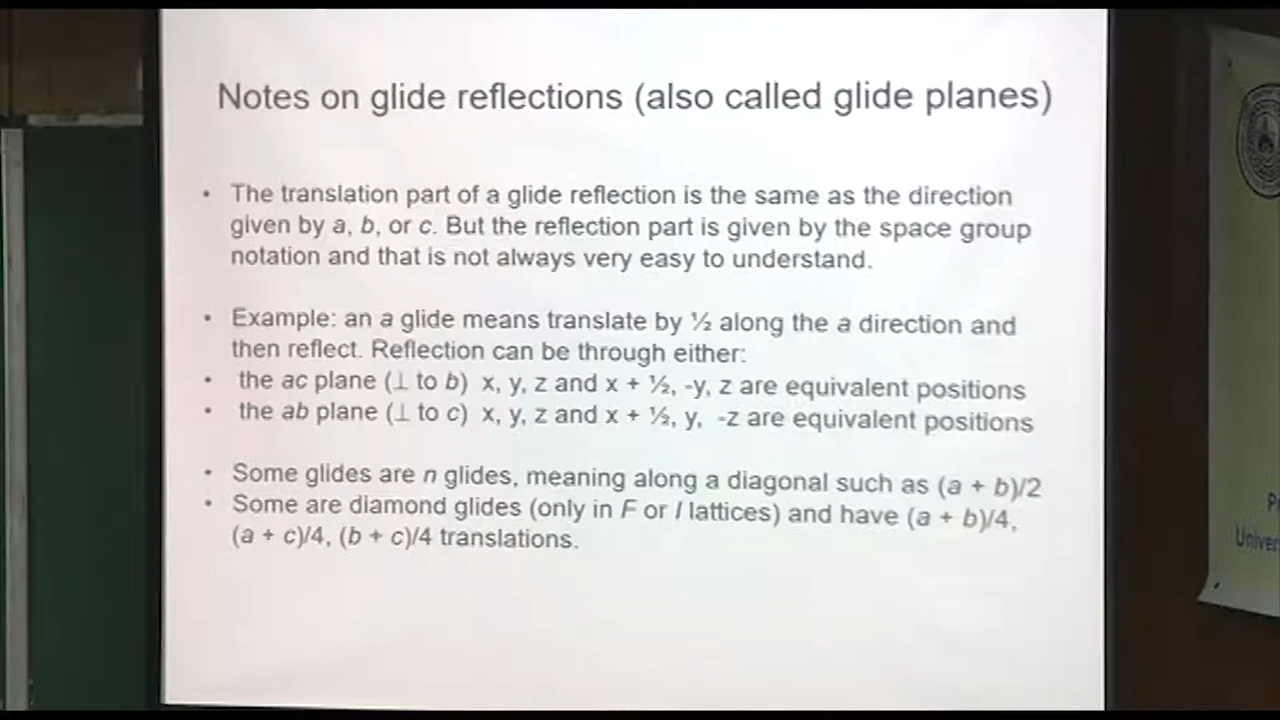 Notes on glide reflections (also called glide planes)
• The translation part of a glide reflection is the same as the direction
given by a, b, or c. But the reflection part is given by the space group
notation and that is not always very easy to understand.
• Example: an a glide means translate by ½ along the a direction and
then reflect. Reflection can be through either:
• the ac plane (⊥ to b) x, y, z and x + ½, -y, z are equivalent positions
• the ab plane (⊥ to c) x, y, z and x + ½, y, -z are equivalent positions
• Some glides are n glides, meaning along a diagonal such as (a + b)/2
• Some are diamond glides (only in F or I lattices) and have (a + b)/4,
(a + c)/4, (b + c)/4 translations.